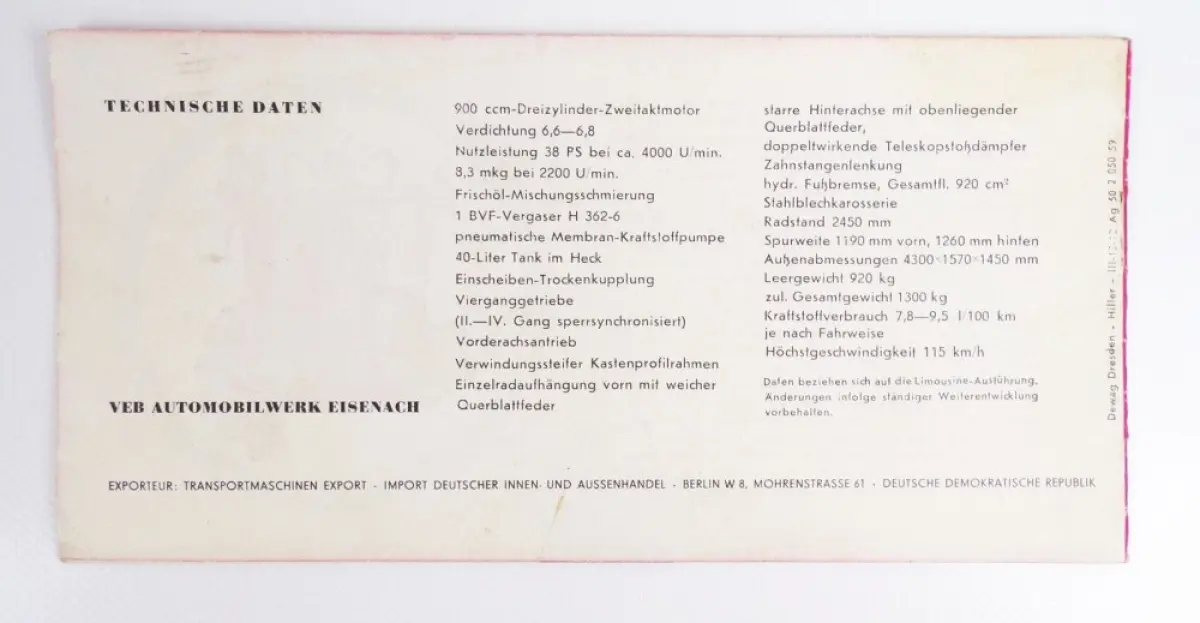 TECHNISCHE DATEN
VEB AUTOMOBILWERK EISENACH
900 ccm-Dreizylinder-Zweitaktmotor
Verdichtung 6,6—6,8
Nutzleistung 38 PS bei ca. 4000 U/min.
8,3 mkg bei 2200 U/min.
Frischöl-Mischungsschmierung
1 BVF-Vergaser H 362-6
pneumatische Membran-Kraftstoffpumpe
40-Liter Tank im Heck
Einscheiben-Trockenkupplung
Vierganggetriebe
(II.—IV. Gang sperrsynchronisiert)
Vorderachsantrieb
Verwindungssteifer Kastenprofilrahmen
Einzelradaufhängung vorn mit weicher
Querblattfeder
starre Hinterachse mit obenliegender
Querblattfeder,
doppeltwirkende Teleskopstoßdämpfer
Zahnstangenlenkung
hydr. Fußbremse, Gesamtfl. 920 cm²
Stahlblechkarosserie
Radstand 2450 mm
Spurweite 1190 mm vorn, 1260 mm hinten
Außenabmessungen 4300×1570×1450 mm
Leergewicht 920 kg
zul. Gesamtgewicht 1300 kg
Kraftstoffverbrauch 7,8—9,5 l/100 km
je nach Fahrweise
Höchstgeschwindigkeit 115 km/h
Daten beziehen sich auf die Limousine-Ausführung.
Änderungen infolge ständiger Weiterentwicklung
vorbehalten.
Dewag Dresden - Hiller - Ag 50 2 050 59
EXPORTEUR: TRANSPORTMASCHINEN EXPORT - IMPORT DEUTSCHER INNEN- UND AUSSENHANDEL · BERLIN W 8, MOHRENSTRASSE 61 · DEUTSCHE DEMOKRATISCHE REPUBLIK